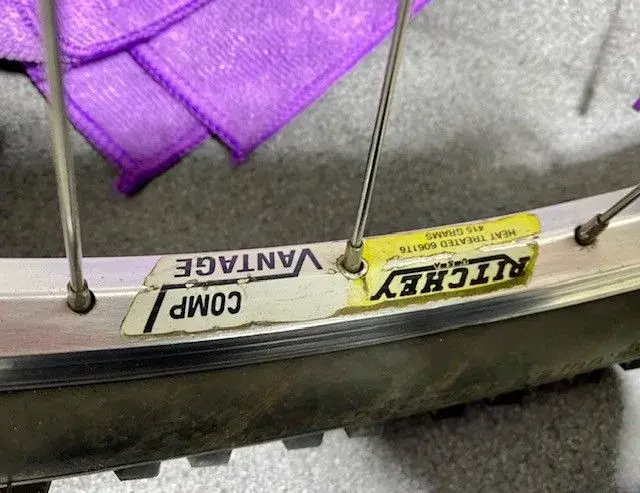 RITCHEY
HEAT TREATED 6061T6
415 GRAMS
VANTAGE
COMP